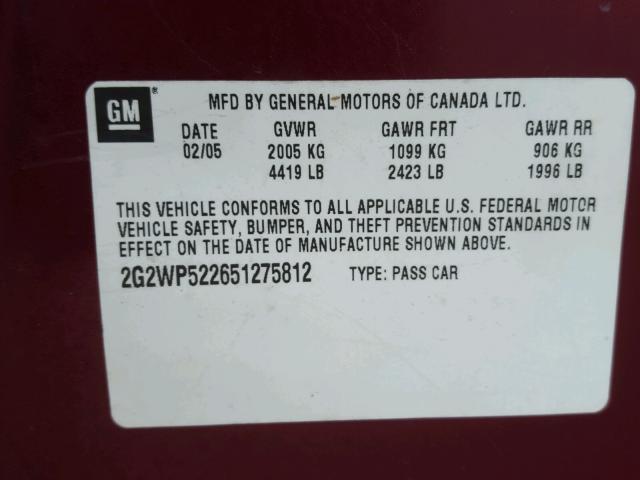 GM®
MFD BY GENERAL MOTORS OF CANADA LTD.
DATE GVWR GAWR FRT GAWR RR
02/05 2005 KG 1099 KG 906 KG
4419 LB 2423 LB 1996 LB
THIS VEHICLE CONFORMS TO ALL APPLICABLE U.S. FEDERAL MOTOR
VEHICLE SAFETY, BUMPER, AND THEFT PREVENTION STANDARDS IN
EFFECT ON THE DATE OF MANUFACTURE SHOWN ABOVE.
2G2WP522651275812 TYPE: PASS CAR